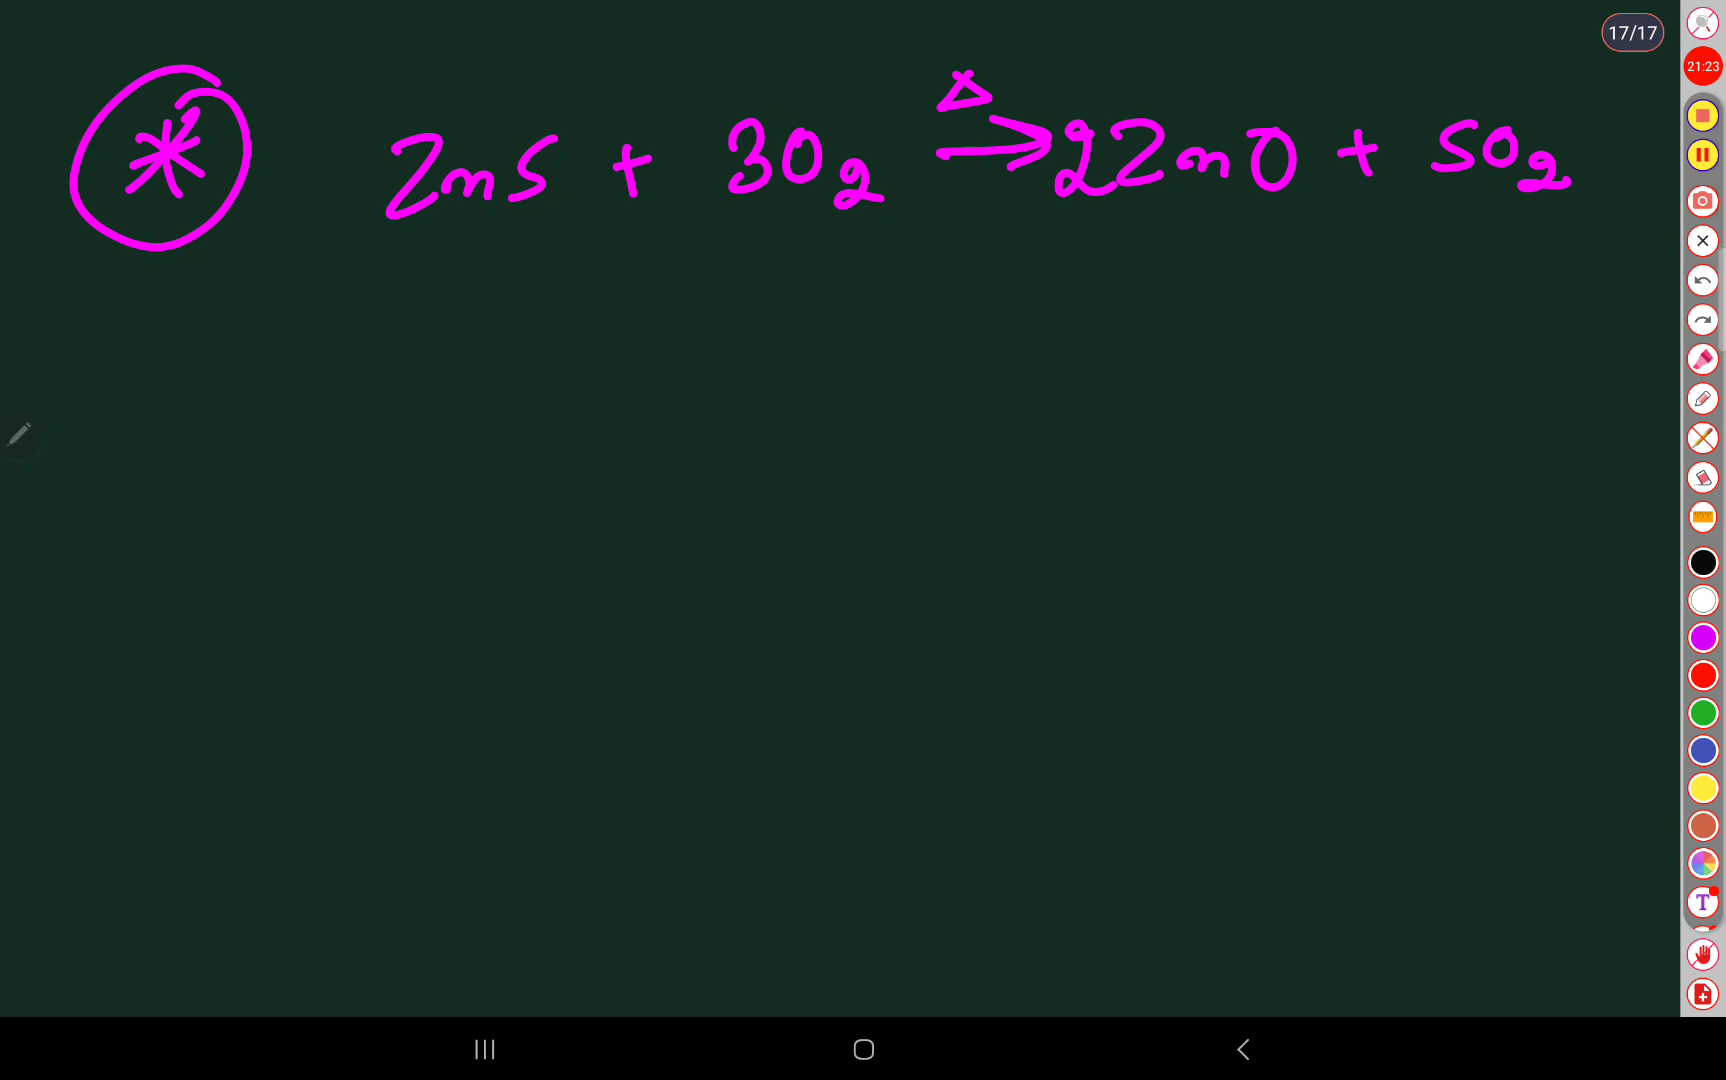 17/17
21:23
* ZnS + 3O₂ →Δ 2ZnO + SO₂
T